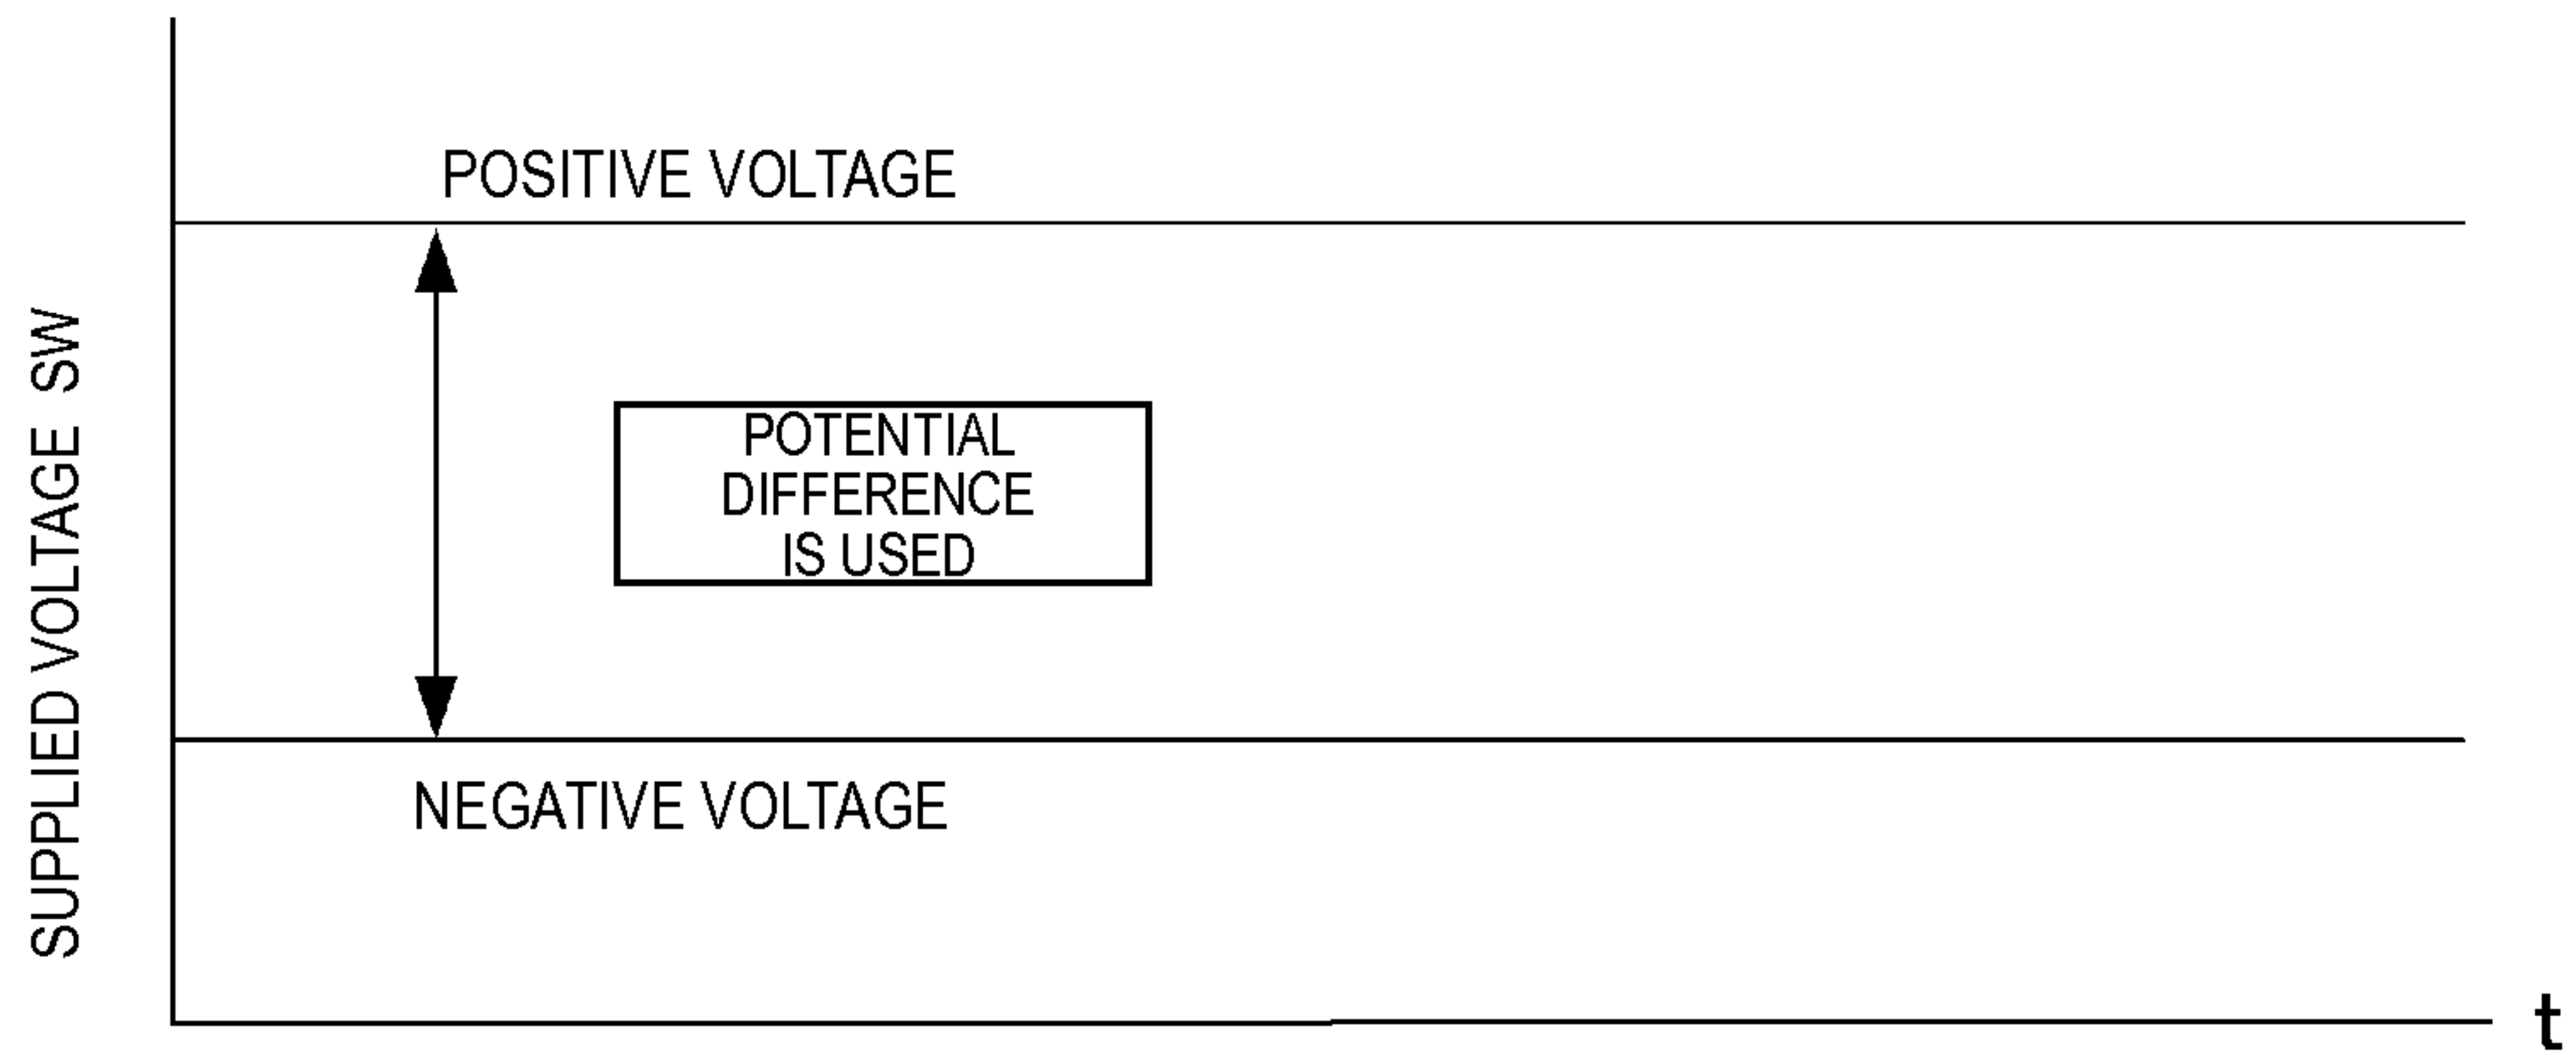 POSITIVE VOLTAGE
SUPPLIED VOLTAGE SW
POTENTIAL
DIFFERENCE
IS USED
NEGATIVE VOLTAGE
t